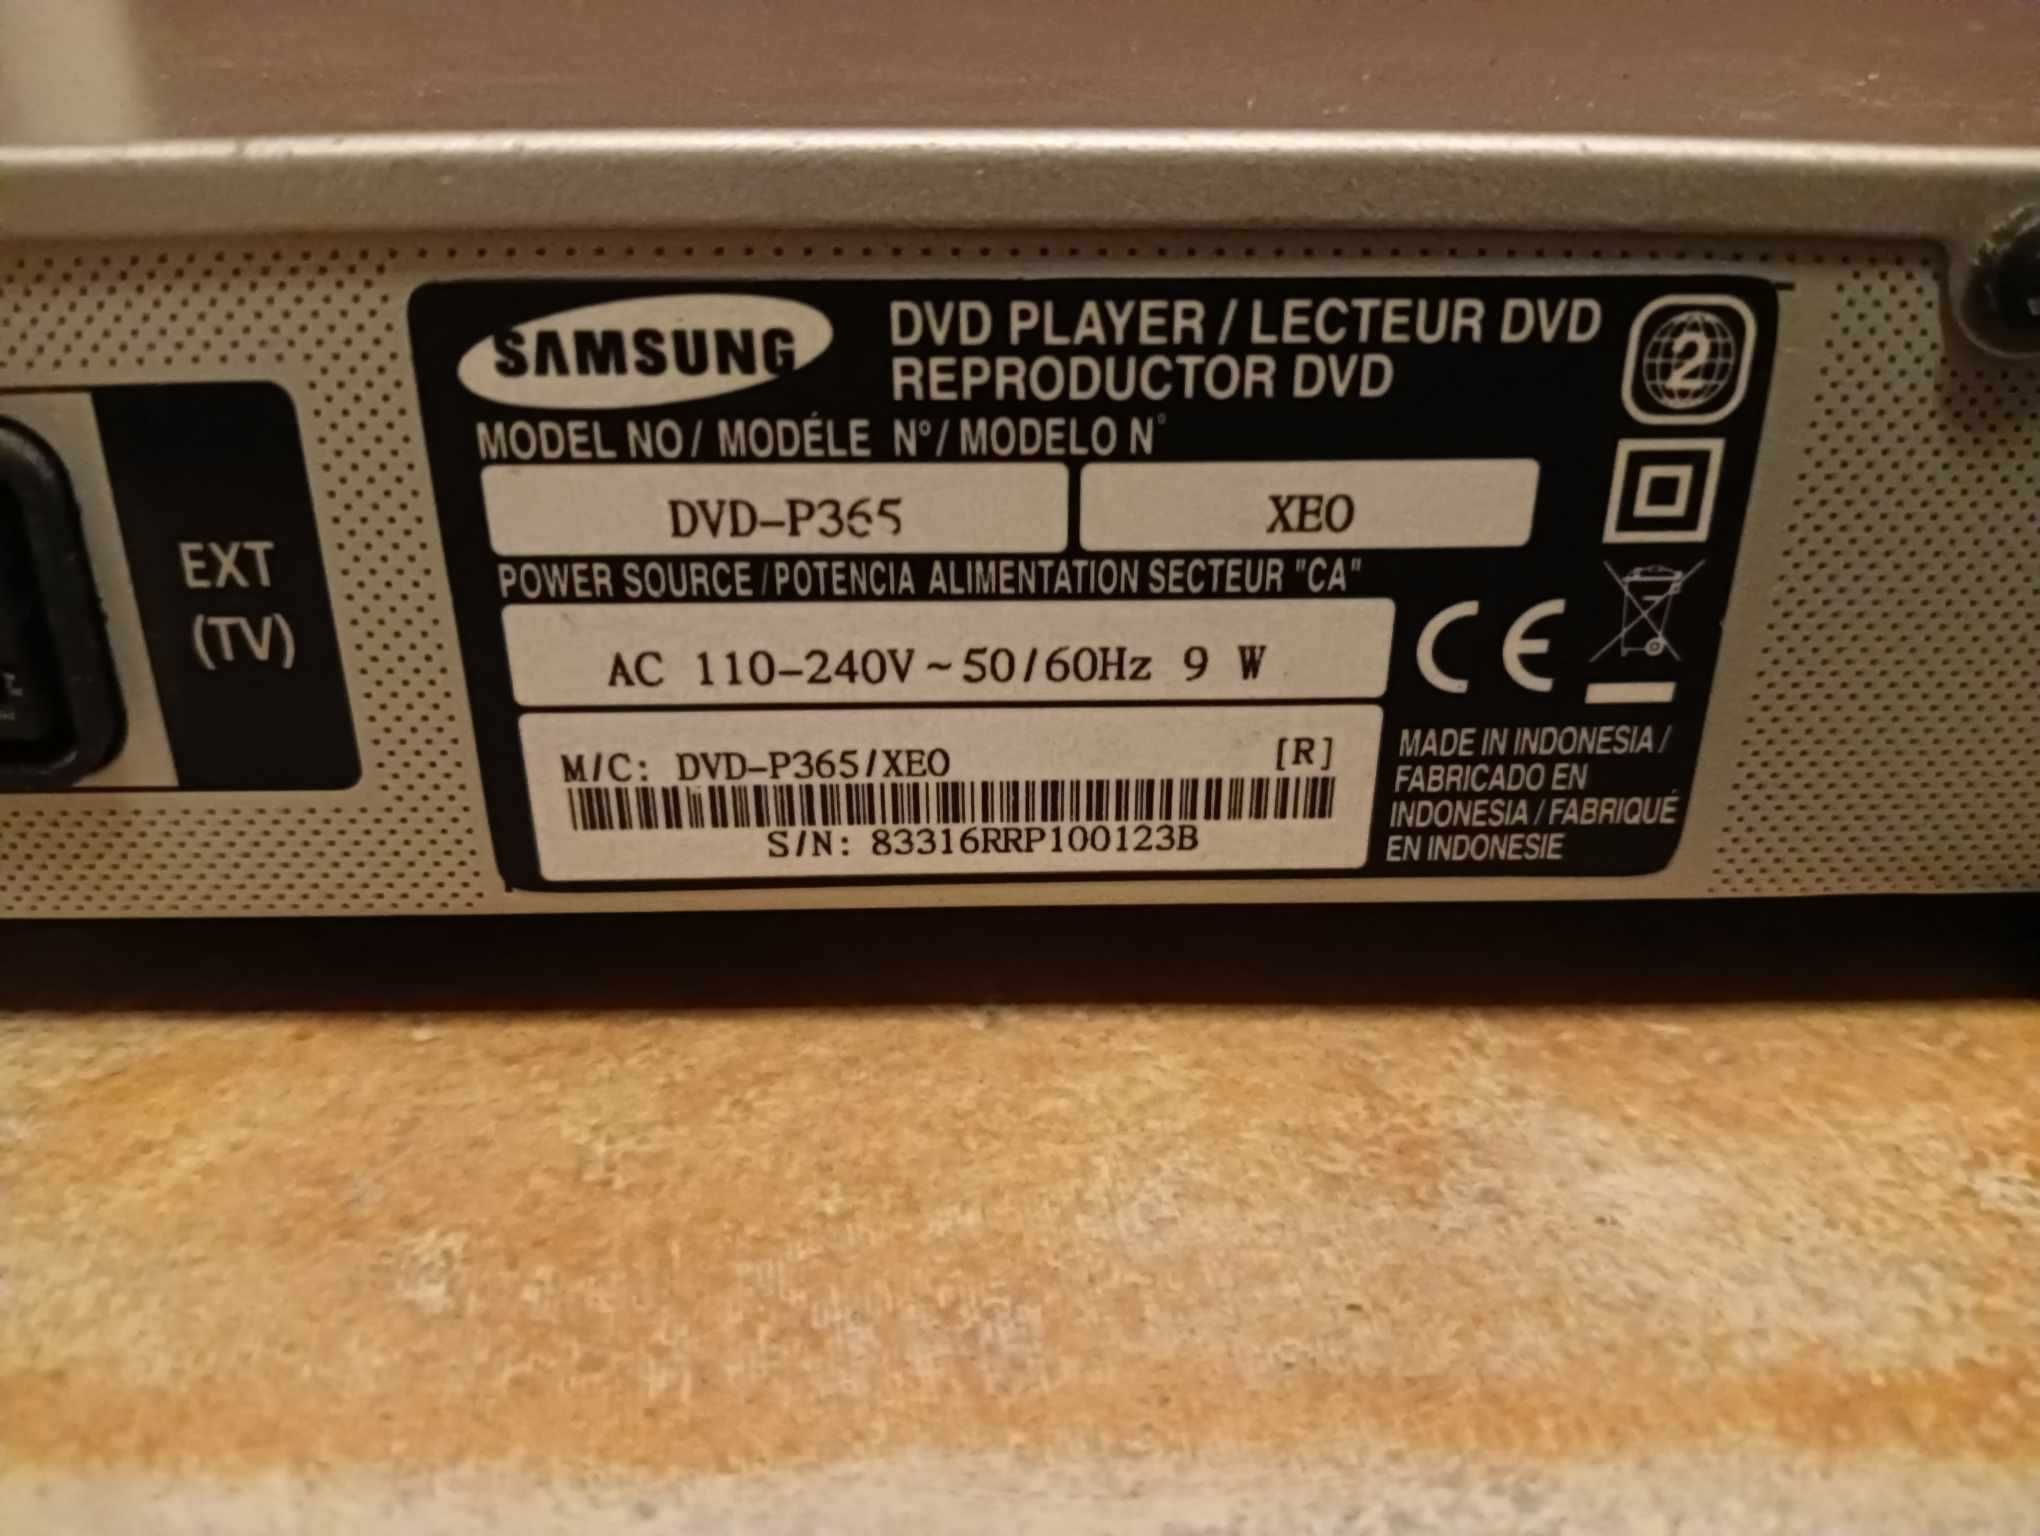 SAMSUNG
DVD PLAYER / LECTEUR DVD
REPRODUCTOR DVD
2
MODEL NO / MODÉLE N° / MODELO N°
DVD-P365
XEO
POWER SOURCE / POTENCIA ALIMENTATION SECTEUR "CA"
AC 110-240V ~ 50/60Hz 9 W
CE
M/C: DVD-P365/XEO
[R]
S/N: 83316RRP100123B
MADE IN INDONESIA /
FABRICADO EN
INDONESIA / FABRIQUÉ
EN INDONESIE
EXT
(TV)